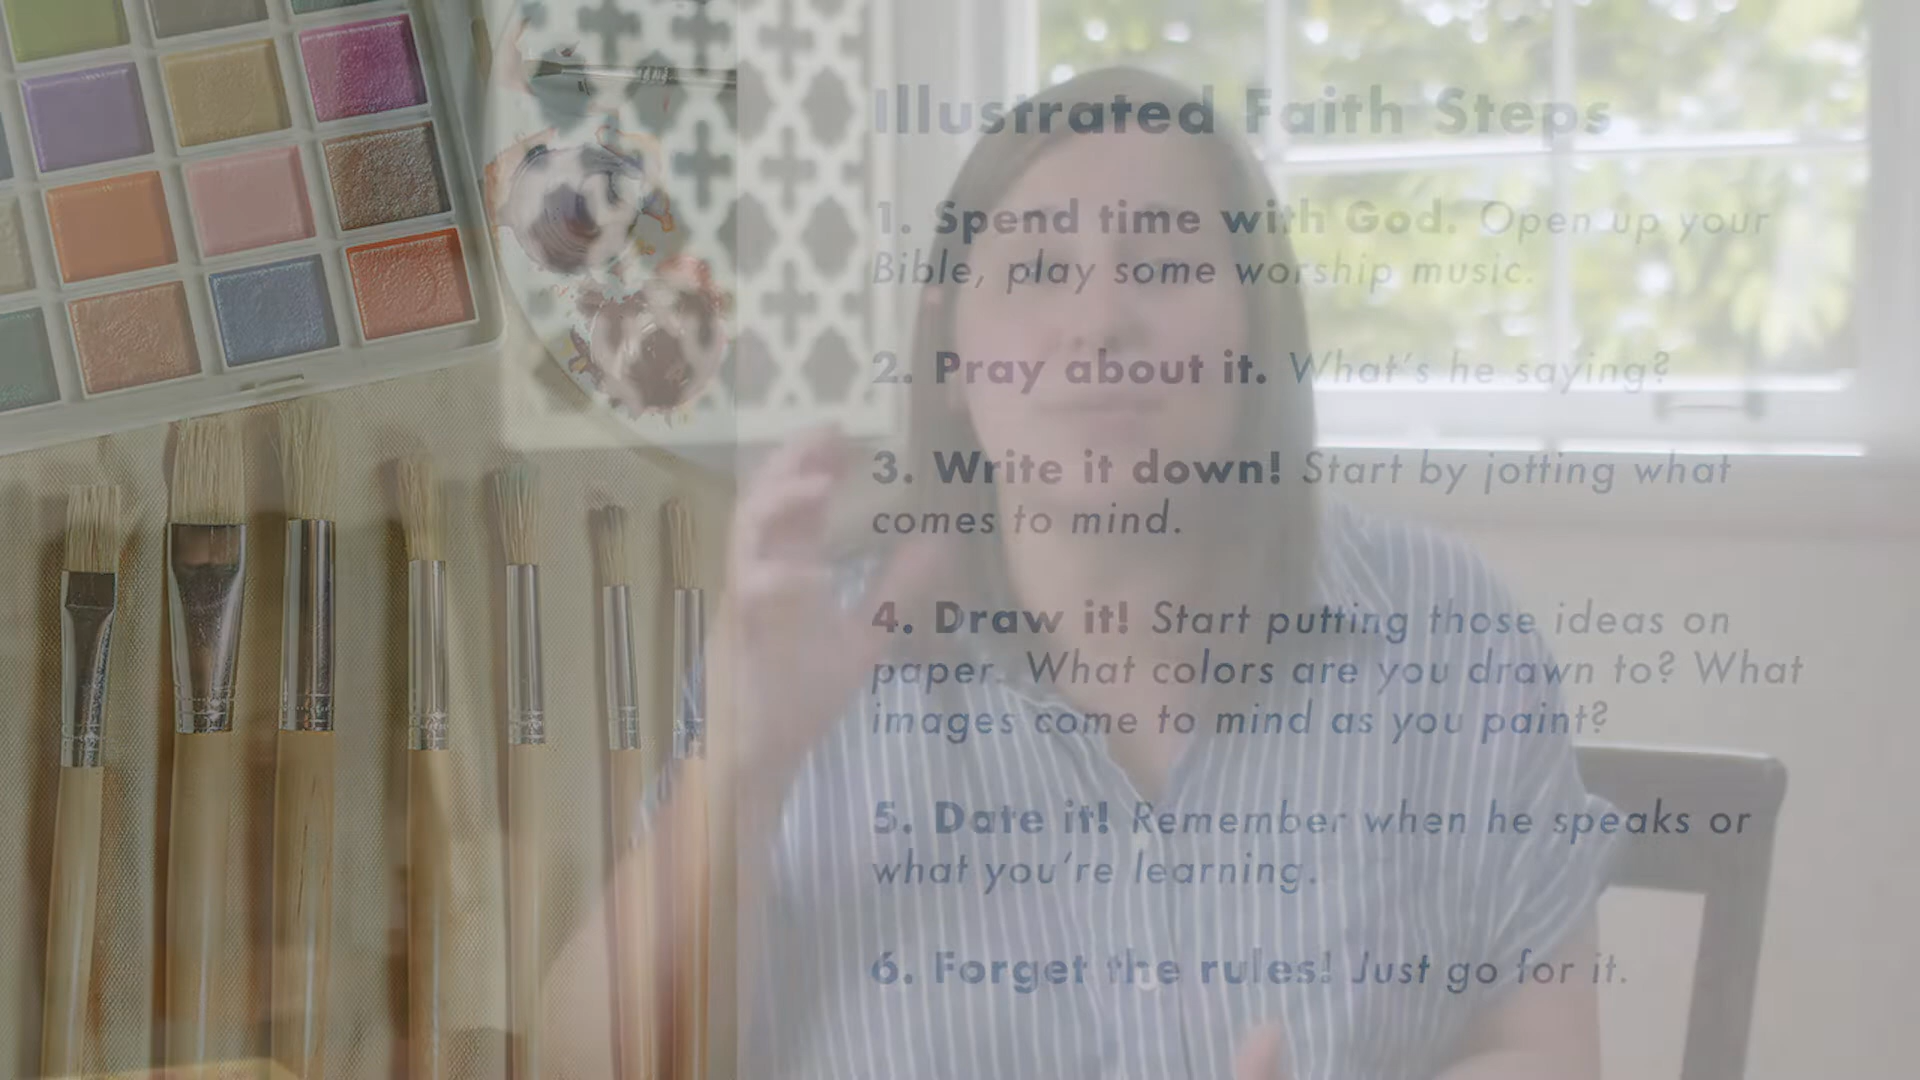 Illustrated Faith Steps
1. Spend time with God. Open up your
Bible, play some worship music.
2. Pray about it. What's he saying?
3. Write it down! Start by jotting what
comes to mind.
4. Draw it! Start putting those ideas on
paper. What colors are you drawn to? What
images come to mind as you paint?
5. Date it! Remember when he speaks or
what you're learning.
6. Forget the rules! Just go for it.